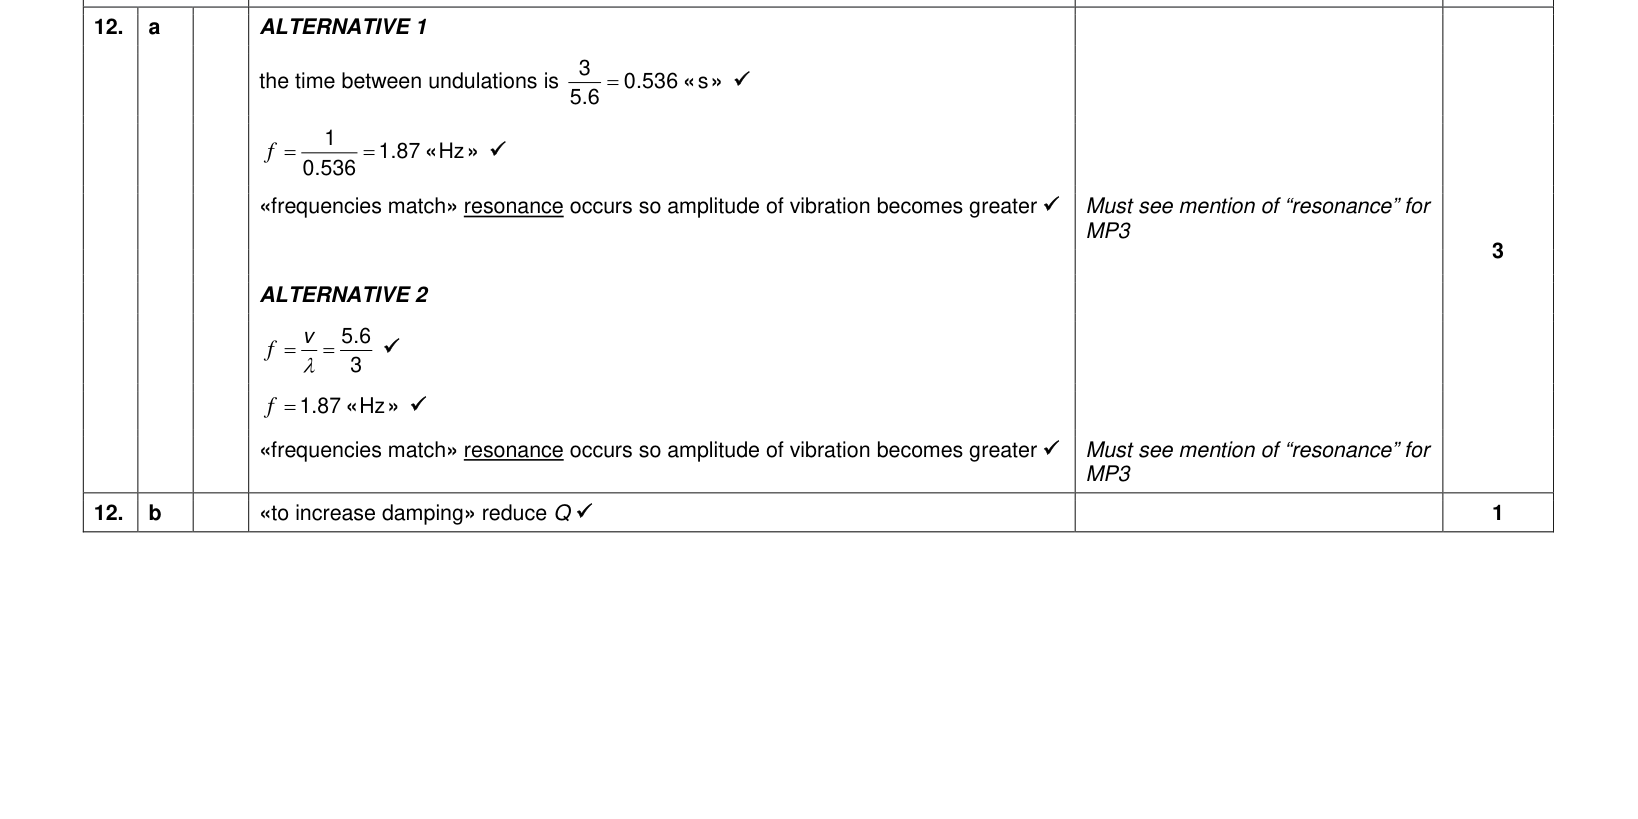 12. a ALTERNATIVE 1
the time between undulations is 3/5.6 = 0.536 «s» ✓
f = 1/0.536 = 1.87 «Hz» ✓
«frequencies match» resonance occurs so amplitude of vibration becomes greater ✓ Must see mention of “resonance” for
MP3
3
ALTERNATIVE 2
f = v/λ = 5.6/3 ✓
f = 1.87 «Hz» ✓
«frequencies match» resonance occurs so amplitude of vibration becomes greater ✓ Must see mention of “resonance” for
MP3
12. b «to increase damping» reduce Q ✓ 1